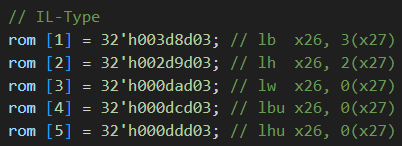 // IL-Type
rom [1] = 32'h003d8d03; // lb  x26, 3(x27)
rom [2] = 32'h002d9d03; // lh  x26, 2(x27)
rom [3] = 32'h000dad03; // lw  x26, 0(x27)
rom [4] = 32'h000dcd03; // lbu x26, 0(x27)
rom [5] = 32'h000ddd03; // lhu x26, 0(x27)